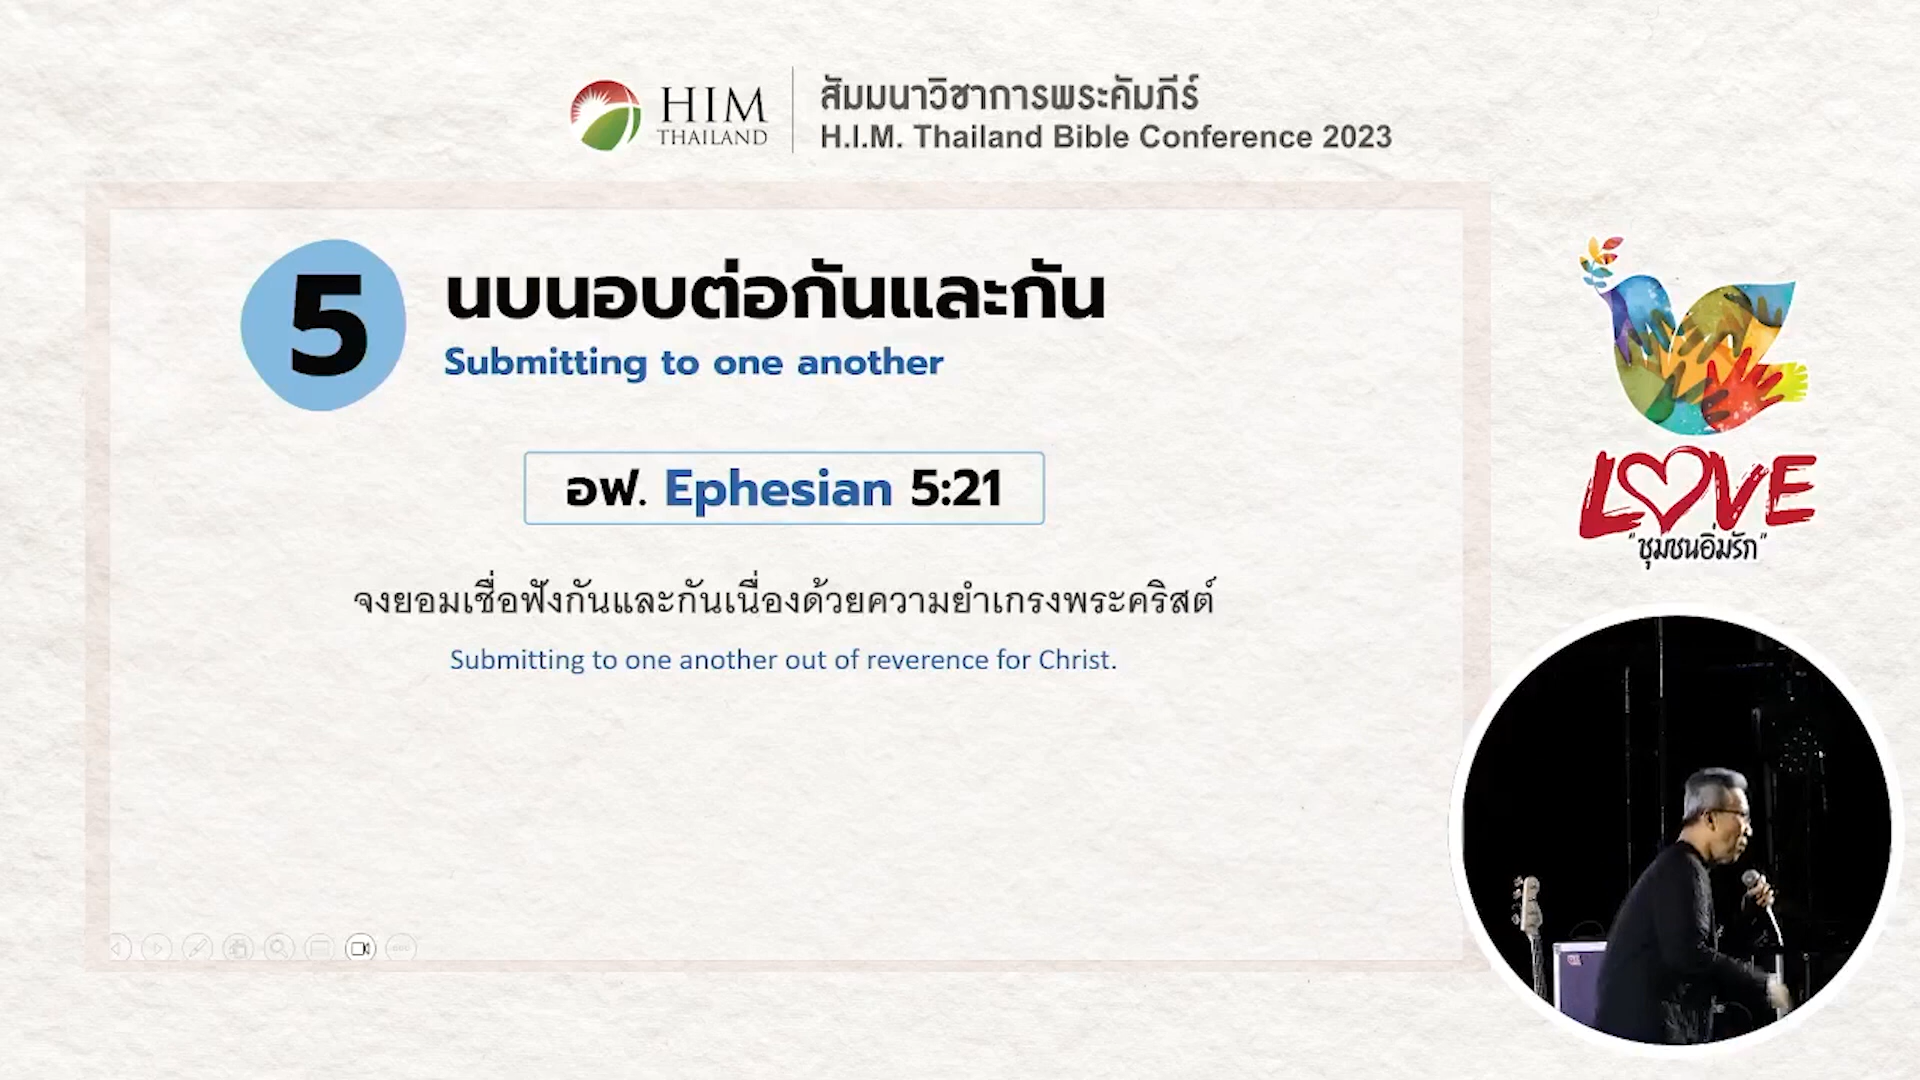 HIM
THAILAND
สัมมนาวิชาการพระคัมภีร์
H.I.M. Thailand Bible Conference 2023
5
นบนอบต่อกันและกัน
Submitting to one another
อฟ. Ephesian 5:21
จงยอมเชื่อฟังกันและกันเนื่องด้วยความยำเกรงพระคริสต์
Submitting to one another out of reverence for Christ.
LOVE
"ชุมชนอิ่มรัก"